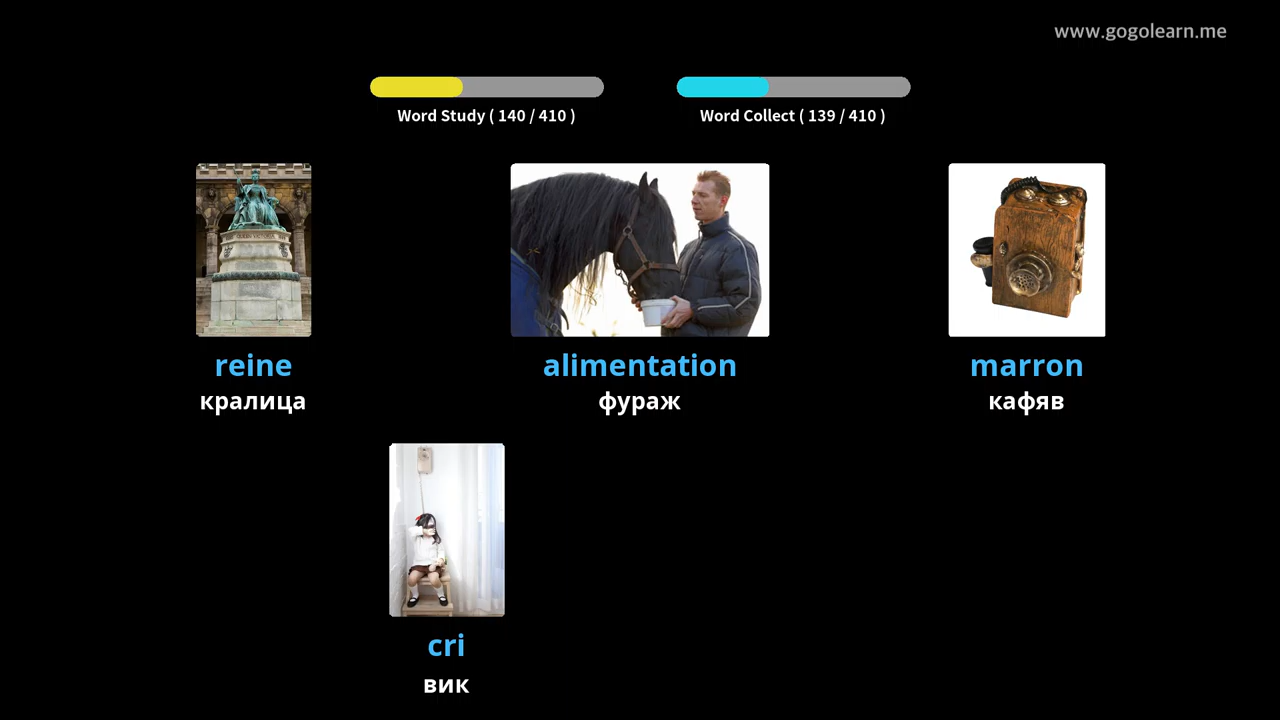 www.gogolearn.me
Word Study ( 140 / 410 )
Word Collect ( 139 / 410 )
reine
кралица
alimentation
фураж
marron
кафяв
cri
вик